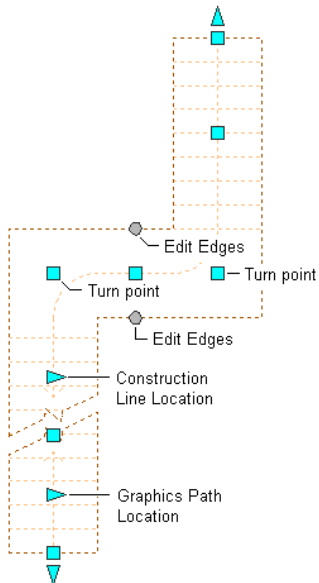 Edit Edges
Turn point
Turn point
Edit Edges
Construction
Line Location
Graphics Path
Location